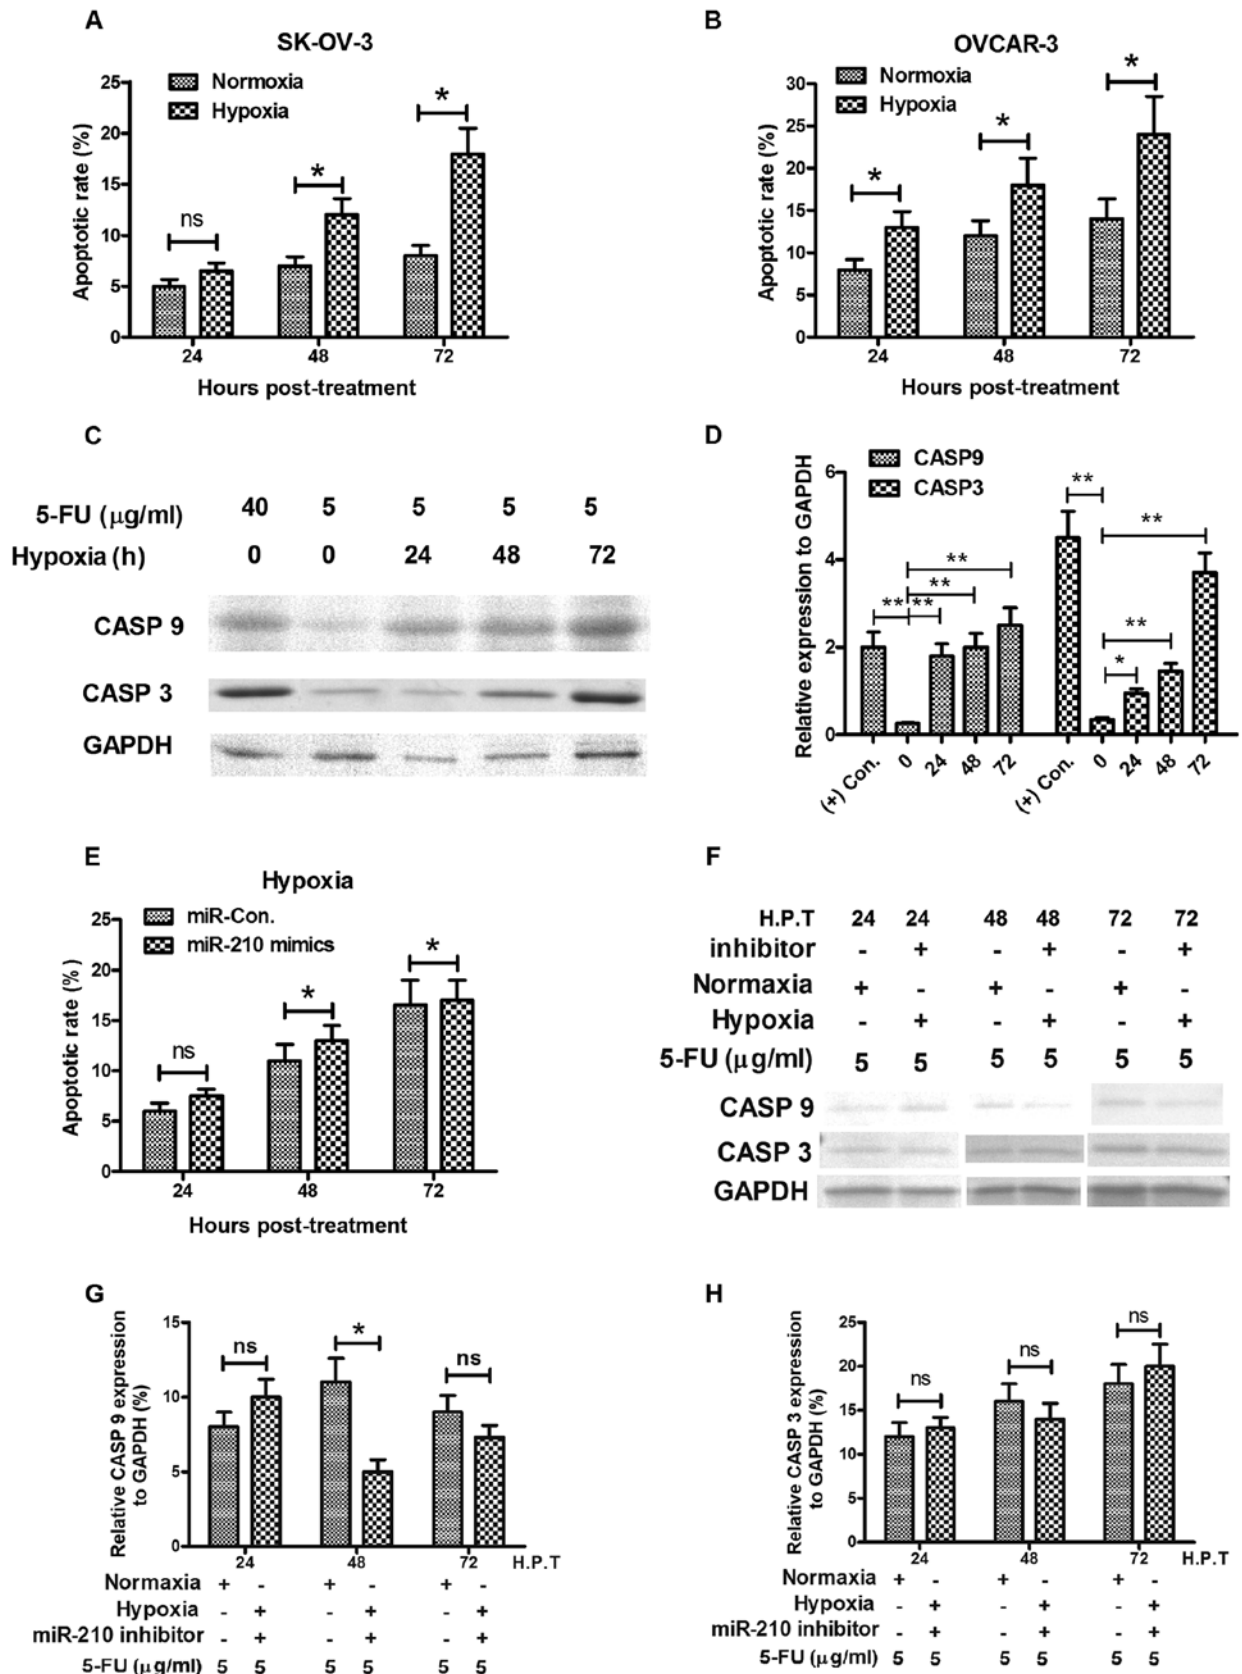 A
SK-OV-3
Normoxia
Hypoxia
Apoptotic rate (%)
25
20
15
10
5
0
ns
*
*
24 48 72
Hours post-treatment
B
OVCAR-3
Normoxia
Hypoxia
Apoptotic rate (%)
30
25
20
15
10
5
0
*
*
*
24 48 72
Hours post-treatment
C
5-FU (μg/ml) 40 5 5 5 5
Hypoxia (h) 0 0 24 48 72
CASP 9
CASP 3
GAPDH
D
CASP9
CASP3
Relative expression to GAPDH
6
4
2
0
** ** ** **
** * ** **
(+) Con. 0 24 48 72 (+) Con. 0 24 48 72
E
Hypoxia
miR-Con.
miR-210 mimics
Apoptotic rate (%)
25
20
15
10
5
0
ns
*
*
24 48 72
Hours post-treatment
F
H.P.T 24 24 48 48 72 72
inhibitor - + - + - +
Normaxia + - + - + -
Hypoxia - + - + - +
5-FU (μg/ml) 5 5 5 5 5 5
CASP 9
CASP 3
GAPDH
G
Relative CASP 9 expression
to GAPDH (%)
15
10
5
0
ns
*
ns
24 48 72 H.P.T
Normaxia + - + - + -
Hypoxia - + - + - +
miR-210 inhibitor - + - + - +
5-FU (μg/ml) 5 5 5 5 5 5
H
Relative CASP 3 expression
to GAPDH (%)
25
20
15
10
5
0
ns
ns
ns
24 48 72 H.P.T
Normaxia + - + - + -
Hypoxia - + - + - +
miR-210 inhibitor - + - + - +
5-FU (μg/ml) 5 5 5 5 5 5